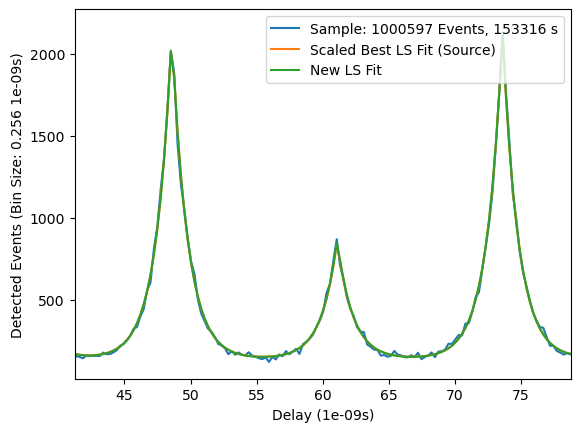 Sample: 1000597 Events, 153316 s
Scaled Best LS Fit (Source)
New LS Fit
Detected Events (Bin Size: 0.256 1e-09s)
2000
1500
1000
500
45
50
55
60
65
70
75
Delay (1e-09s)